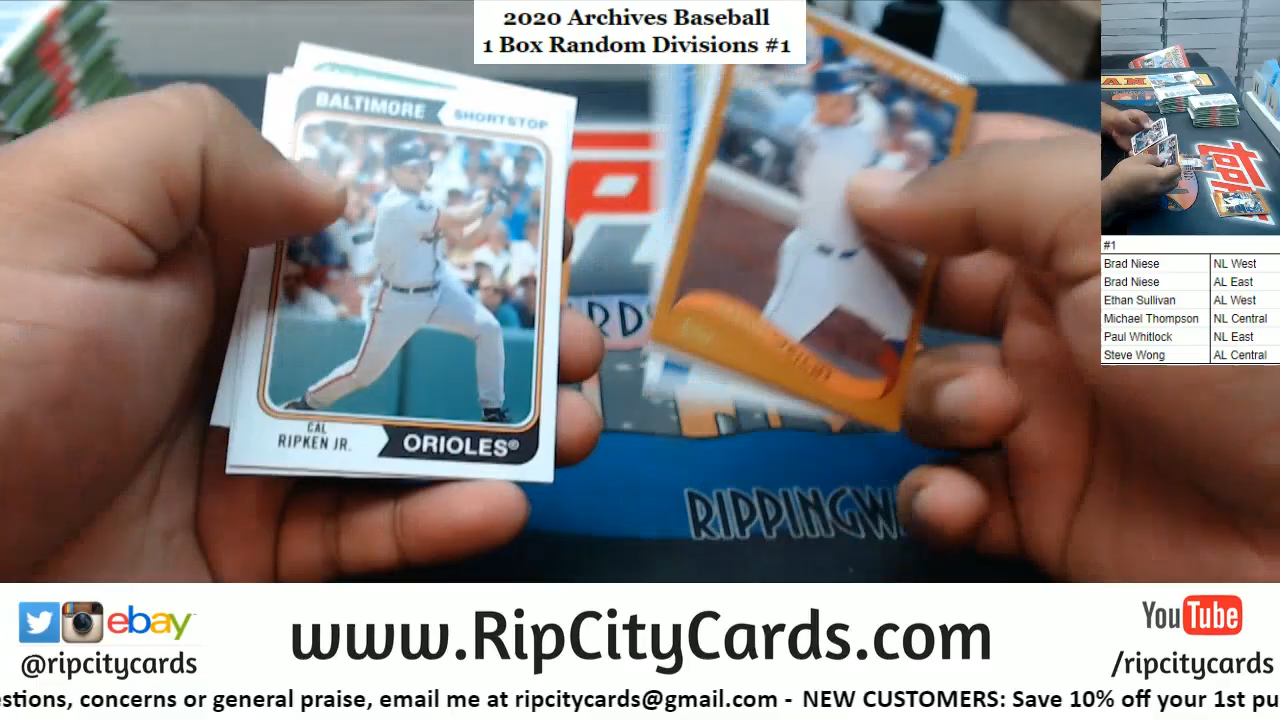 2020 Archives Baseball
1 Box Random Divisions #1
BALTIMORE SHORTSTOP
CAL
RIPKEN JR.
ORIOLES®
RIPPINGW
#1
Brad Niese NL West
Brad Niese AL East
Ethan Sullivan AL West
Michael Thompson NL Central
Paul Whitlock NL East
Steve Wong AL Central
ebay
@ripcitycards
www.RipCityCards.com
YouTube
/ripcitycards
estions, concerns or general praise, email me at ripcitycards@gmail.com - NEW CUSTOMERS: Save 10% off your 1st pu